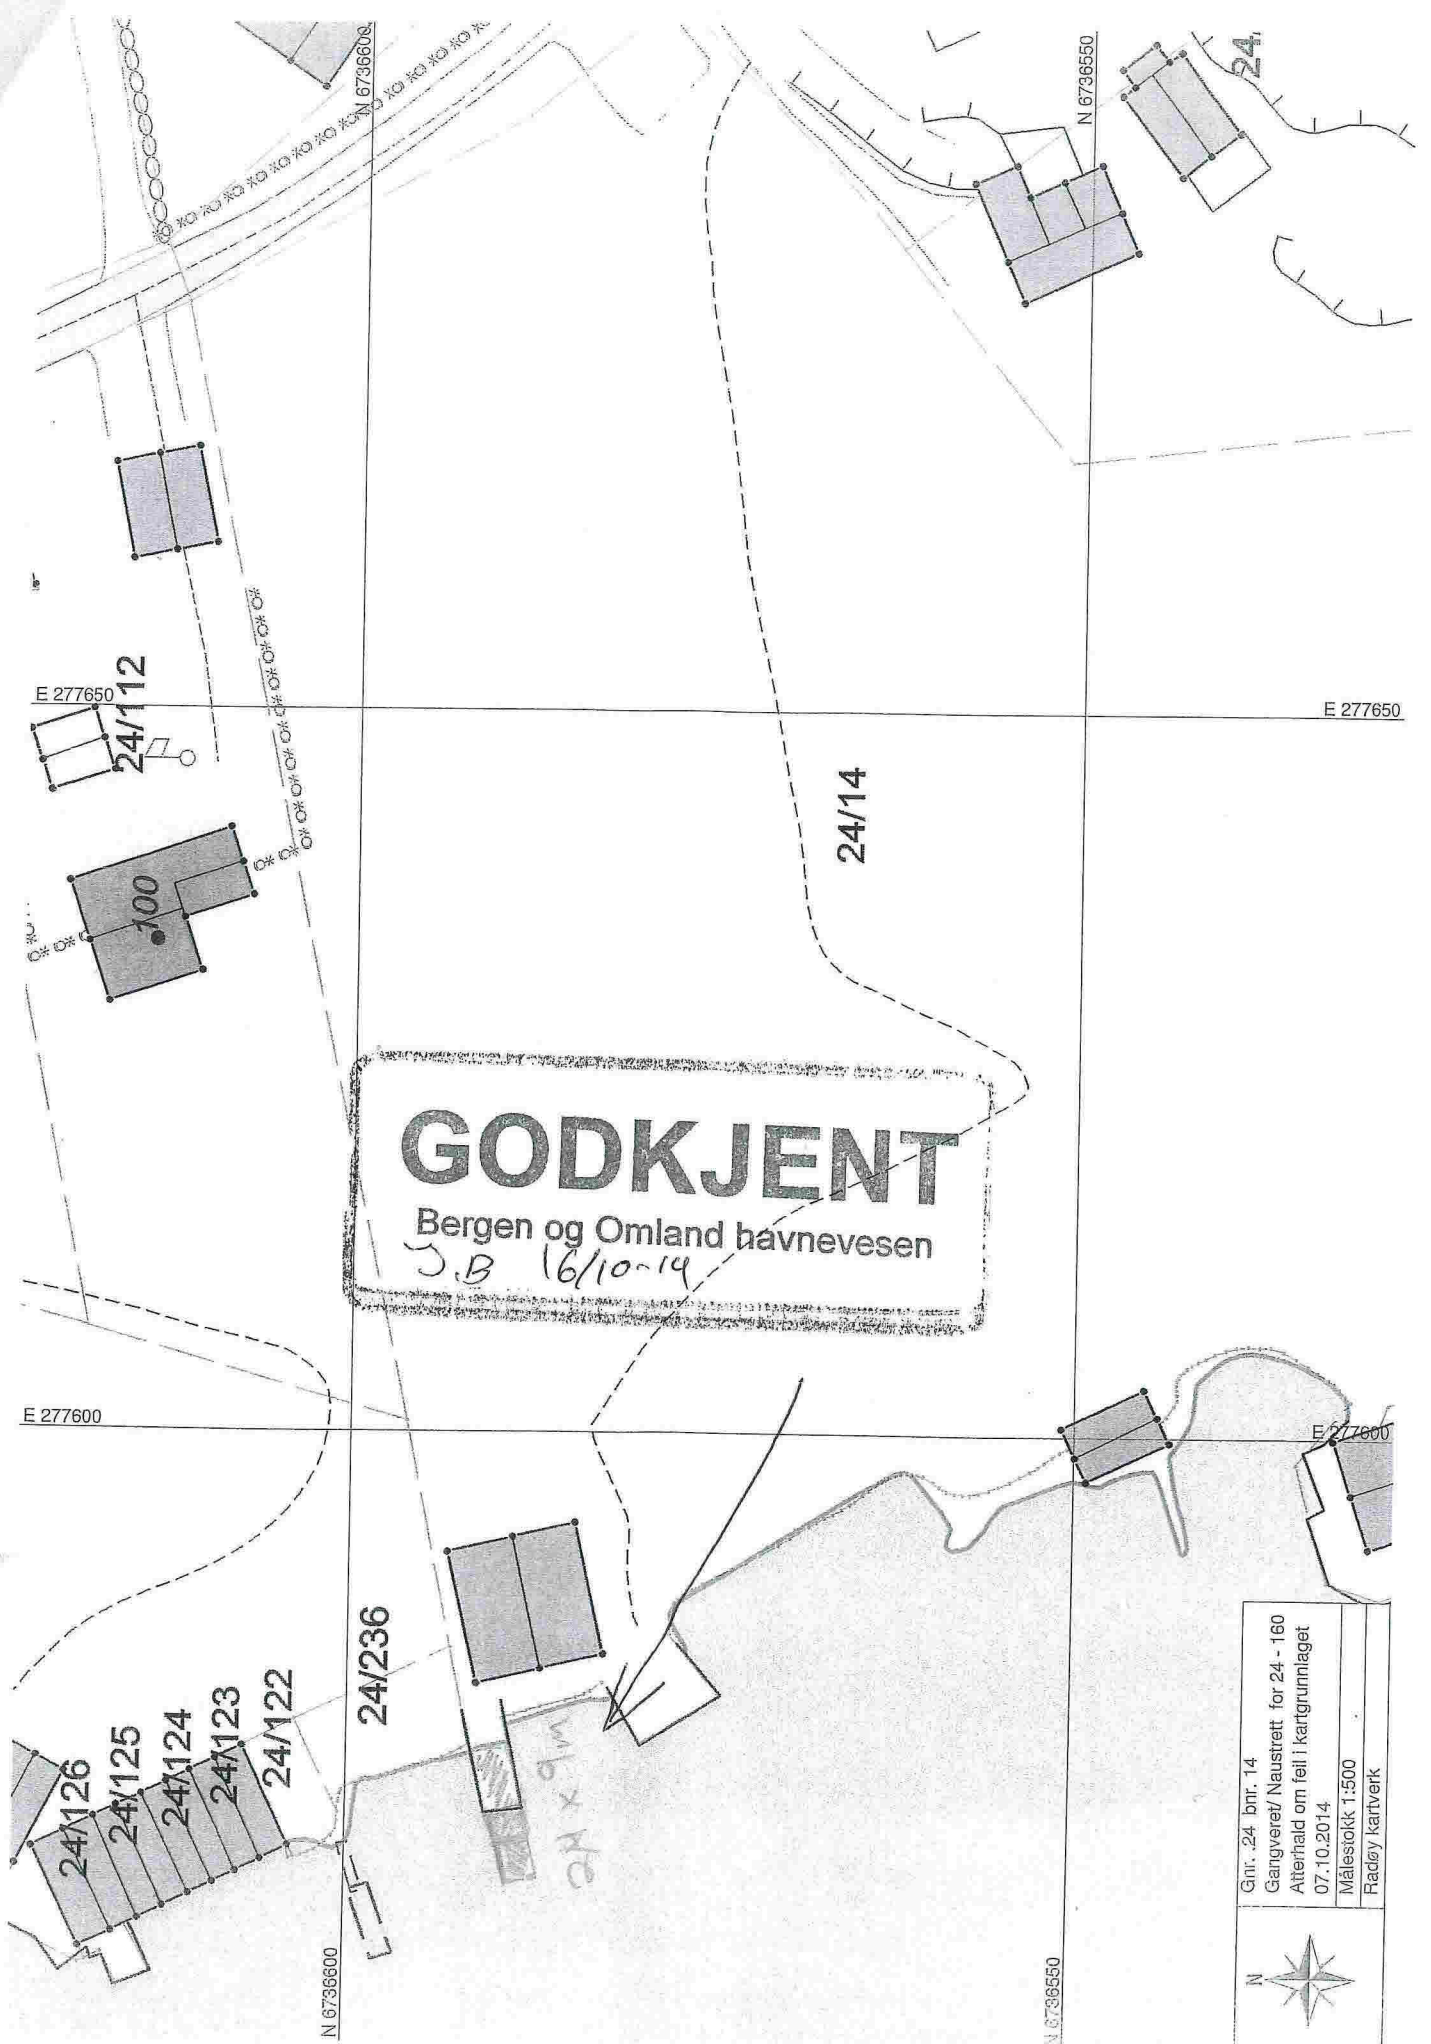 N 6736600
N 6736550
24.
E 277650
24/112
E 277650
24/14
100
GODKJENT
Bergen og Omland havnevesen
J.B 16/10-14
E 277600
E 277600
24/236
24/126
24/125
24/124
24/123
24/122
N 6736600
N 6736550
N
Gnr. .24 bnr. 14
Gangveret/ Naustrett for 24 - 160
Atterhald om feil i kartgrunnlaget
07.10.2014
Målestokk 1:500
Radøy kartverk